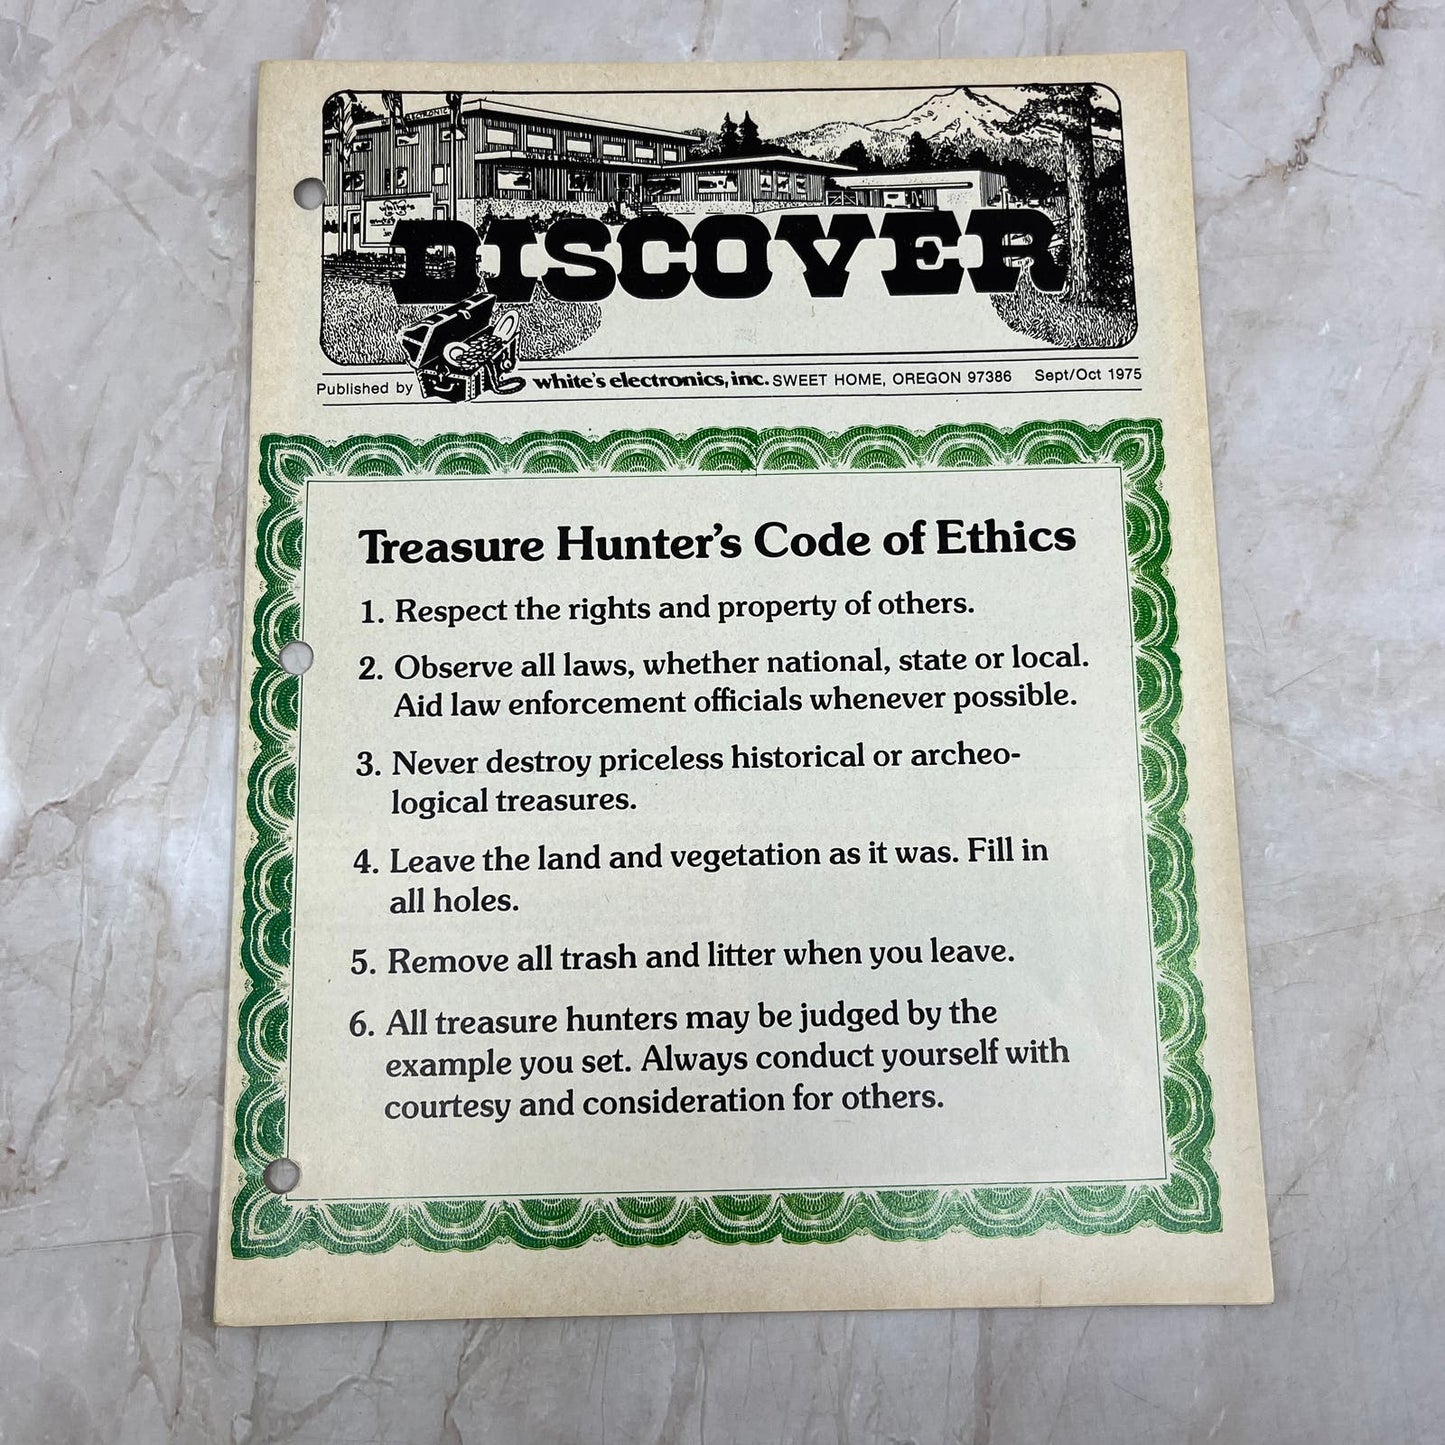 ELECTRONIC
DISCOVER
Published by white's electronics, inc. SWEET HOME, OREGON 97386 Sept/Oct 1975
Treasure Hunter's Code of Ethics
1. Respect the rights and property of others.
2. Observe all laws, whether national, state or local.
Aid law enforcement officials whenever possible.
3. Never destroy priceless historical or archeo-
logical treasures.
4. Leave the land and vegetation as it was. Fill in
all holes.
5. Remove all trash and litter when you leave.
6. All treasure hunters may be judged by the
example you set. Always conduct yourself with
courtesy and consideration for others.